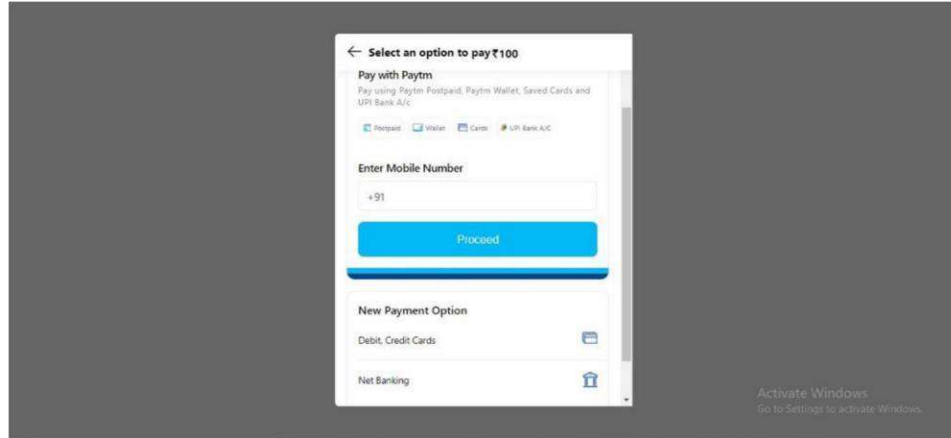 Select an option to pay ₹100
Pay with Paytm
Pay using Paytm Postpaid, Paytm Wallet, Saved Cards and
UPI Bank A/c
Postpaid Wallet Cards UPI Bank A/C
Enter Mobile Number
+91
Proceed
New Payment Option
Debit, Credit Cards
Net Banking
Activate Windows
Go to Settings to activate Windows.